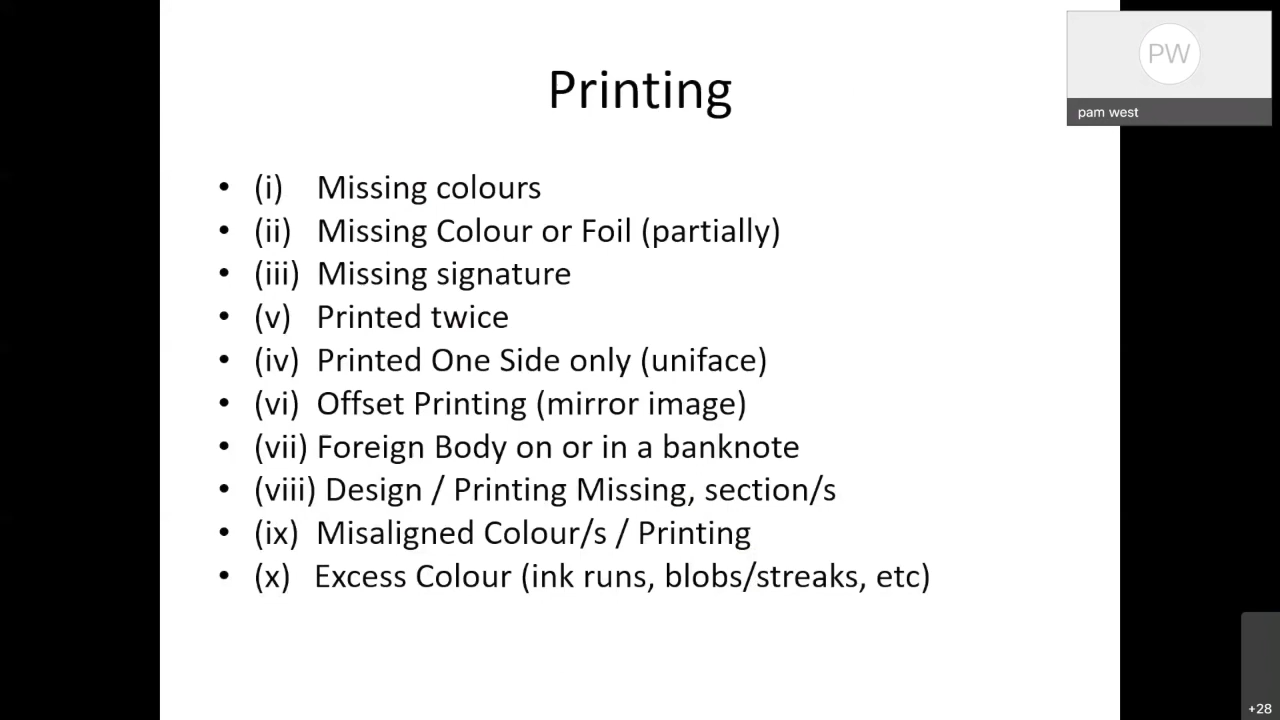 Printing
• (i) Missing colours
• (ii) Missing Colour or Foil (partially)
• (iii) Missing signature
• (v) Printed twice
• (iv) Printed One Side only (uniface)
• (vi) Offset Printing (mirror image)
• (vii) Foreign Body on or in a banknote
• (viii) Design / Printing Missing, section/s
• (ix) Misaligned Colour/s / Printing
• (x) Excess Colour (ink runs, blobs/streaks, etc)
PW
pam west
+28